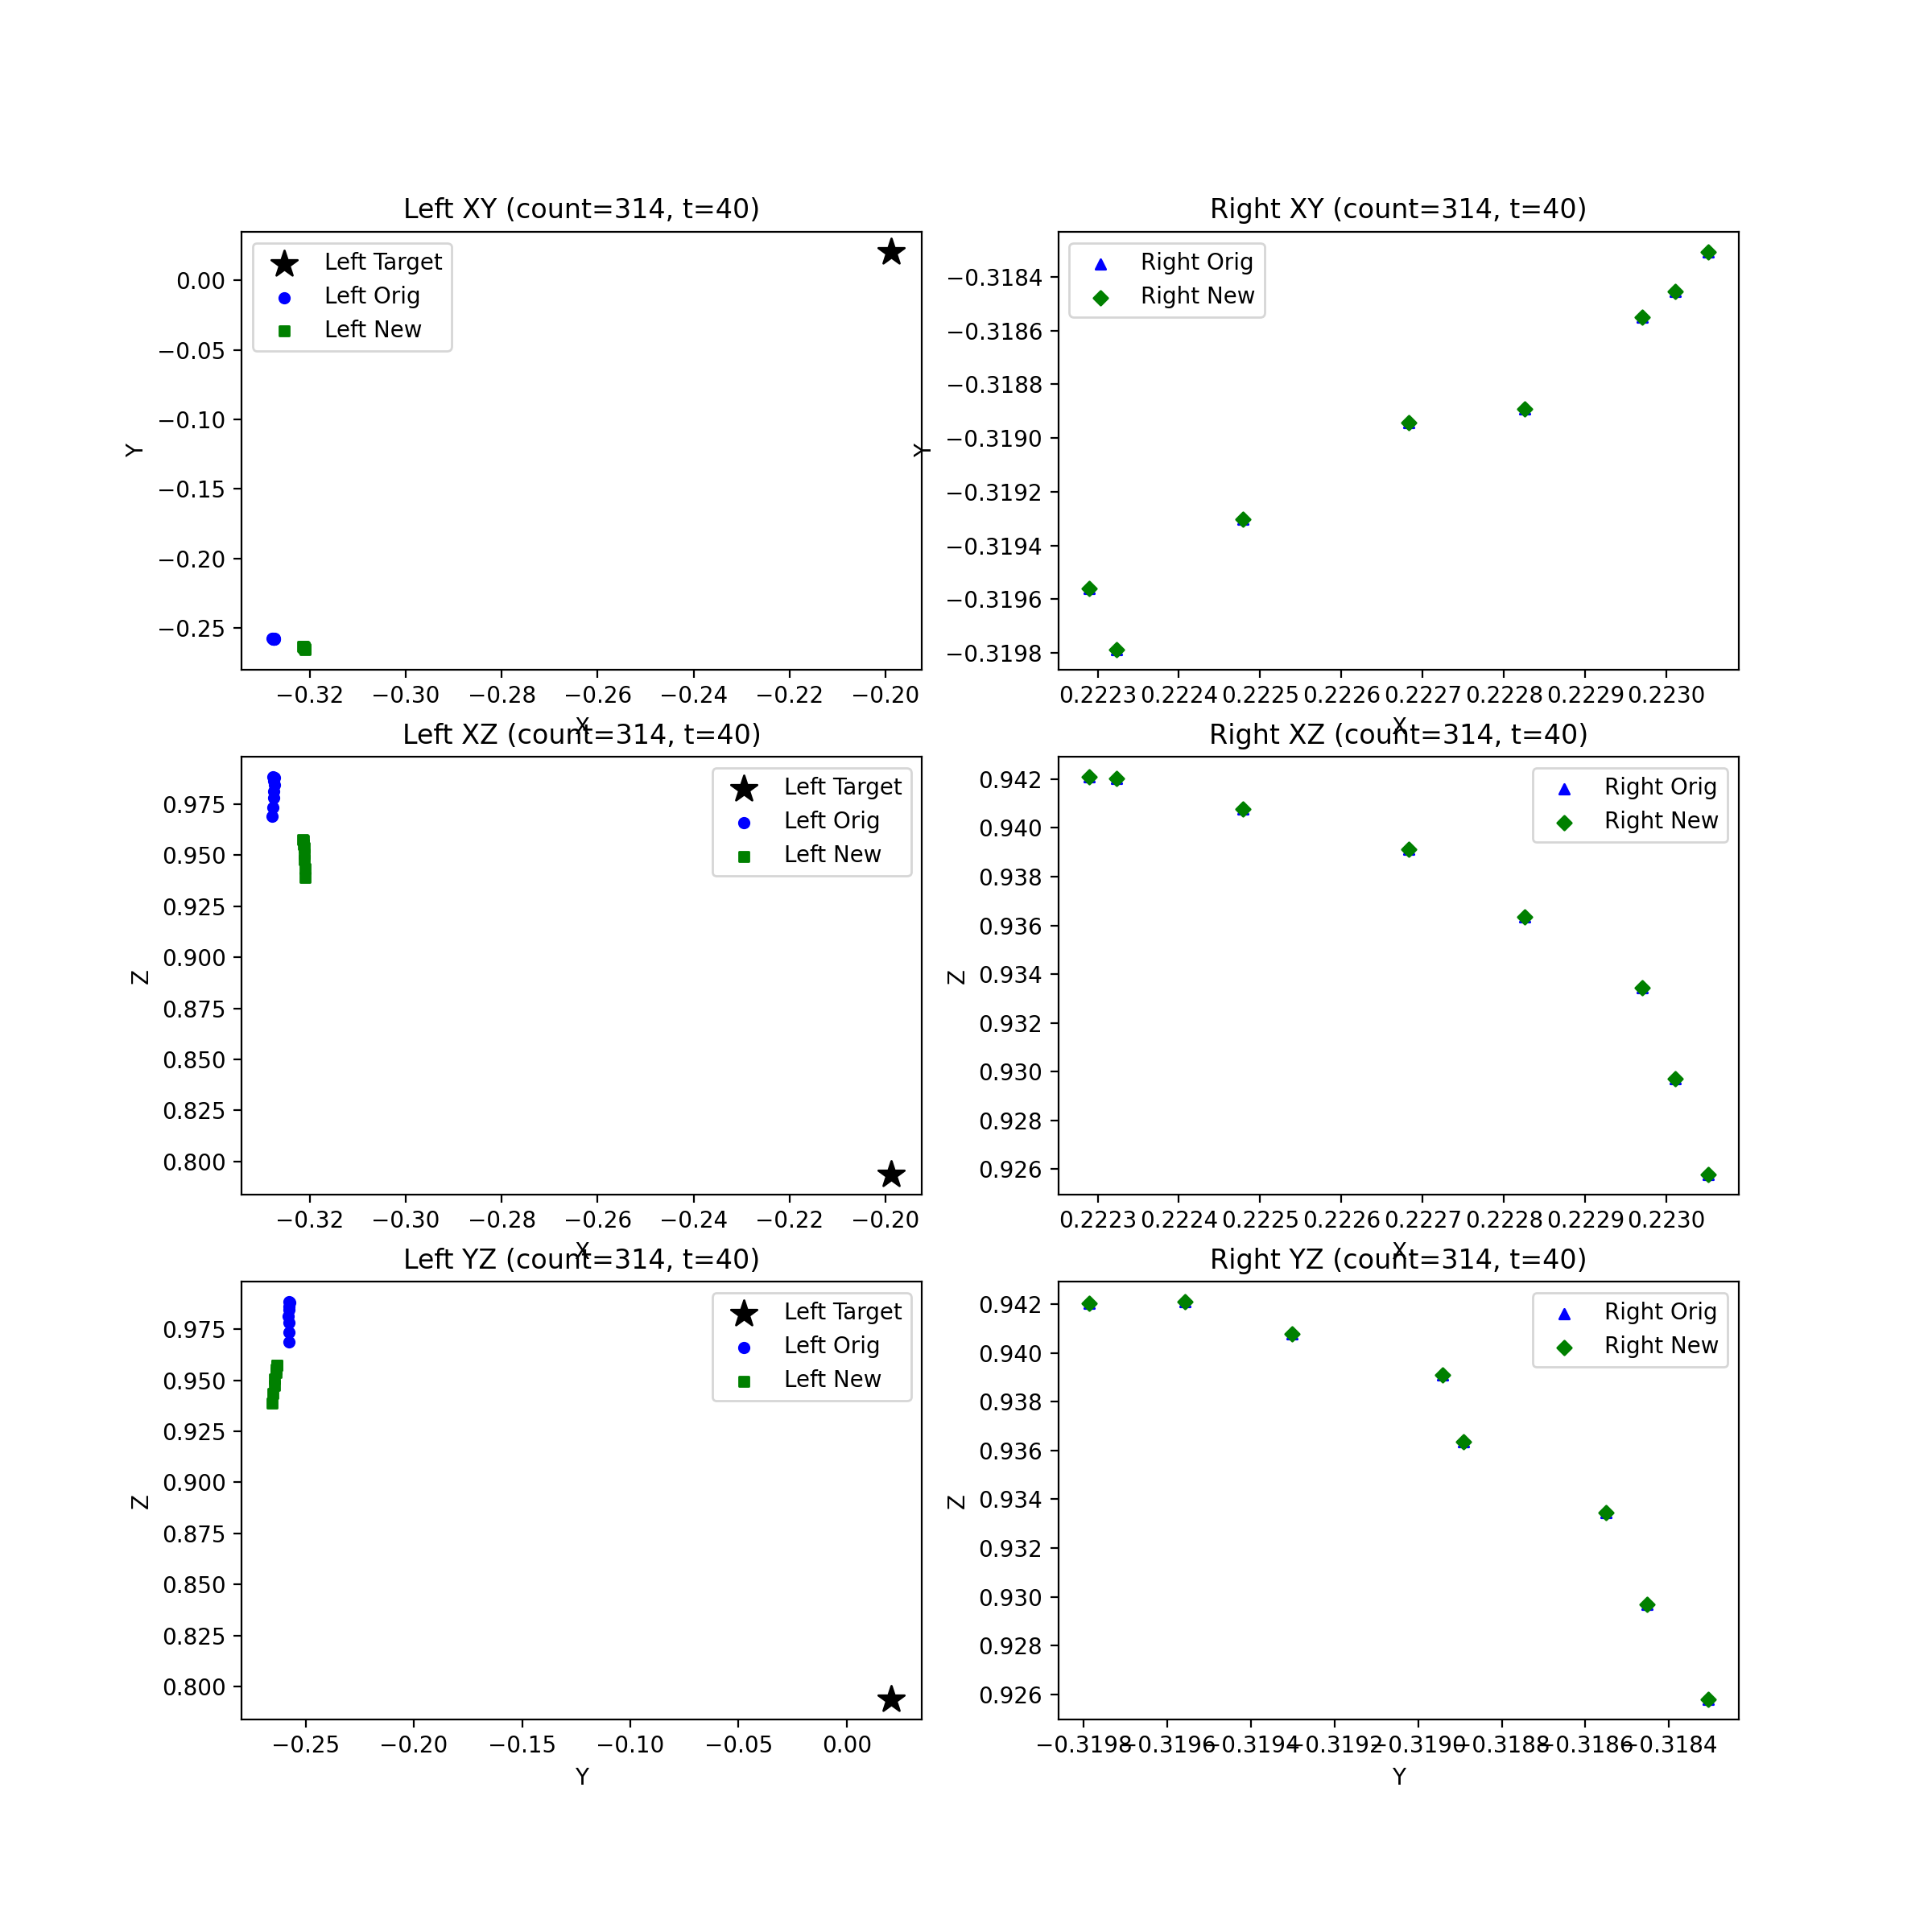 Left XY (count=314, t=40)
Left Target
Left Orig
Left New
0.00
−0.05
−0.10
−0.15
−0.20
−0.25
Y
−0.32
−0.30
−0.28
−0.26
−0.24
−0.22
−0.20
X
Right XY (count=314, t=40)
Right Orig
Right New
−0.3184
−0.3186
−0.3188
−0.3190
−0.3192
−0.3194
−0.3196
−0.3198
Y
0.2223
0.2224
0.2225
0.2226
0.2227
0.2228
0.2229
0.2230
X
Left XZ (count=314, t=40)
Left Target
Left Orig
Left New
0.975
0.950
0.925
0.900
0.875
0.850
0.825
0.800
Z
−0.32
−0.30
−0.28
−0.26
−0.24
−0.22
−0.20
X
Right XZ (count=314, t=40)
Right Orig
Right New
0.942
0.940
0.938
0.936
0.934
0.932
0.930
0.928
0.926
Z
0.2223
0.2224
0.2225
0.2226
0.2227
0.2228
0.2229
0.2230
X
Left YZ (count=314, t=40)
Left Target
Left Orig
Left New
0.975
0.950
0.925
0.900
0.875
0.850
0.825
0.800
Z
−0.25
−0.20
−0.15
−0.10
−0.05
0.00
Y
Right YZ (count=314, t=40)
Right Orig
Right New
0.942
0.940
0.938
0.936
0.934
0.932
0.930
0.928
0.926
Z
−0.3198
−0.3196
−0.3194
−0.3192
−0.3190
−0.3188
−0.3186
−0.3184
Y